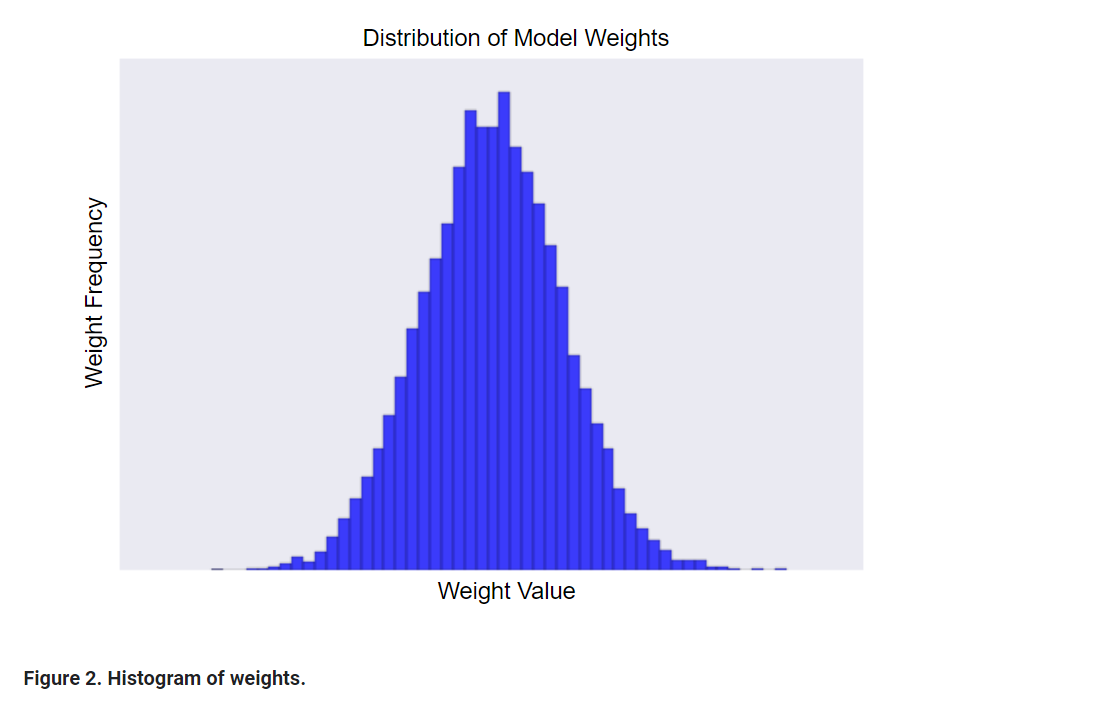 Distribution of Model Weights
Weight Frequency
Weight Value
Figure 2. Histogram of weights.